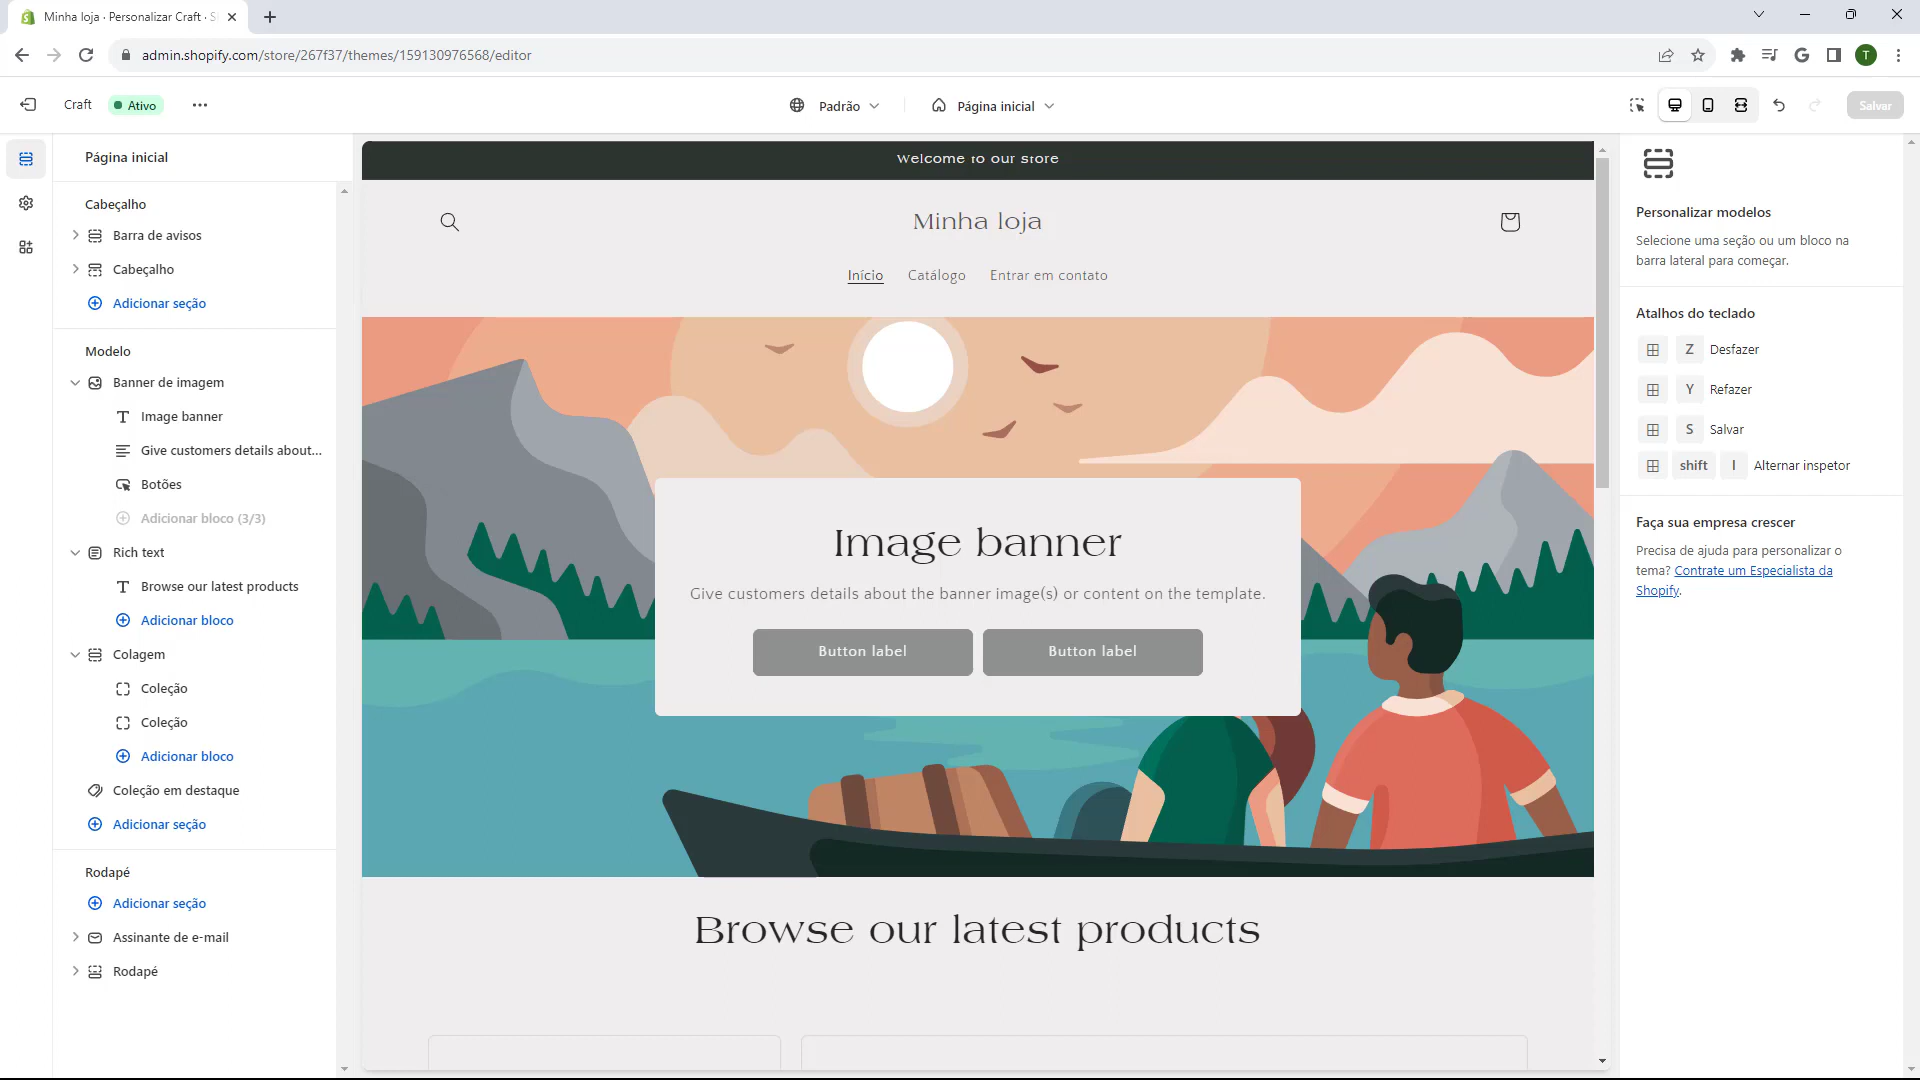 Minha loja · Personalizar Craft · S
admin.shopify.com/store/267f37/themes/159130976568/editor
T
Craft
Ativo
Padrão
Página inicial
Salvar
Página inicial
Cabeçalho
Barra de avisos
Cabeçalho
Adicionar seção
Modelo
Banner de imagem
Image banner
Give customers details about...
Botões
Adicionar bloco (3/3)
Rich text
Browse our latest products
Adicionar bloco
Colagem
Coleção
Coleção
Adicionar bloco
Coleção em destaque
Adicionar seção
Rodapé
Adicionar seção
Assinante de e-mail
Rodapé
Welcome to our store
Minha loja
Início
Catálogo
Entrar em contato
Image banner
Give customers details about the banner image(s) or content on the template.
Button label
Button label
Browse our latest products
Personalizar modelos
Selecione uma seção ou um bloco na
barra lateral para começar.
Atalhos do teclado
Z Desfazer
Y Refazer
S Salvar
shift I Alternar inspetor
Faça sua empresa crescer
Precisa de ajuda para personalizar o
tema? Contrate um Especialista da
Shopify.